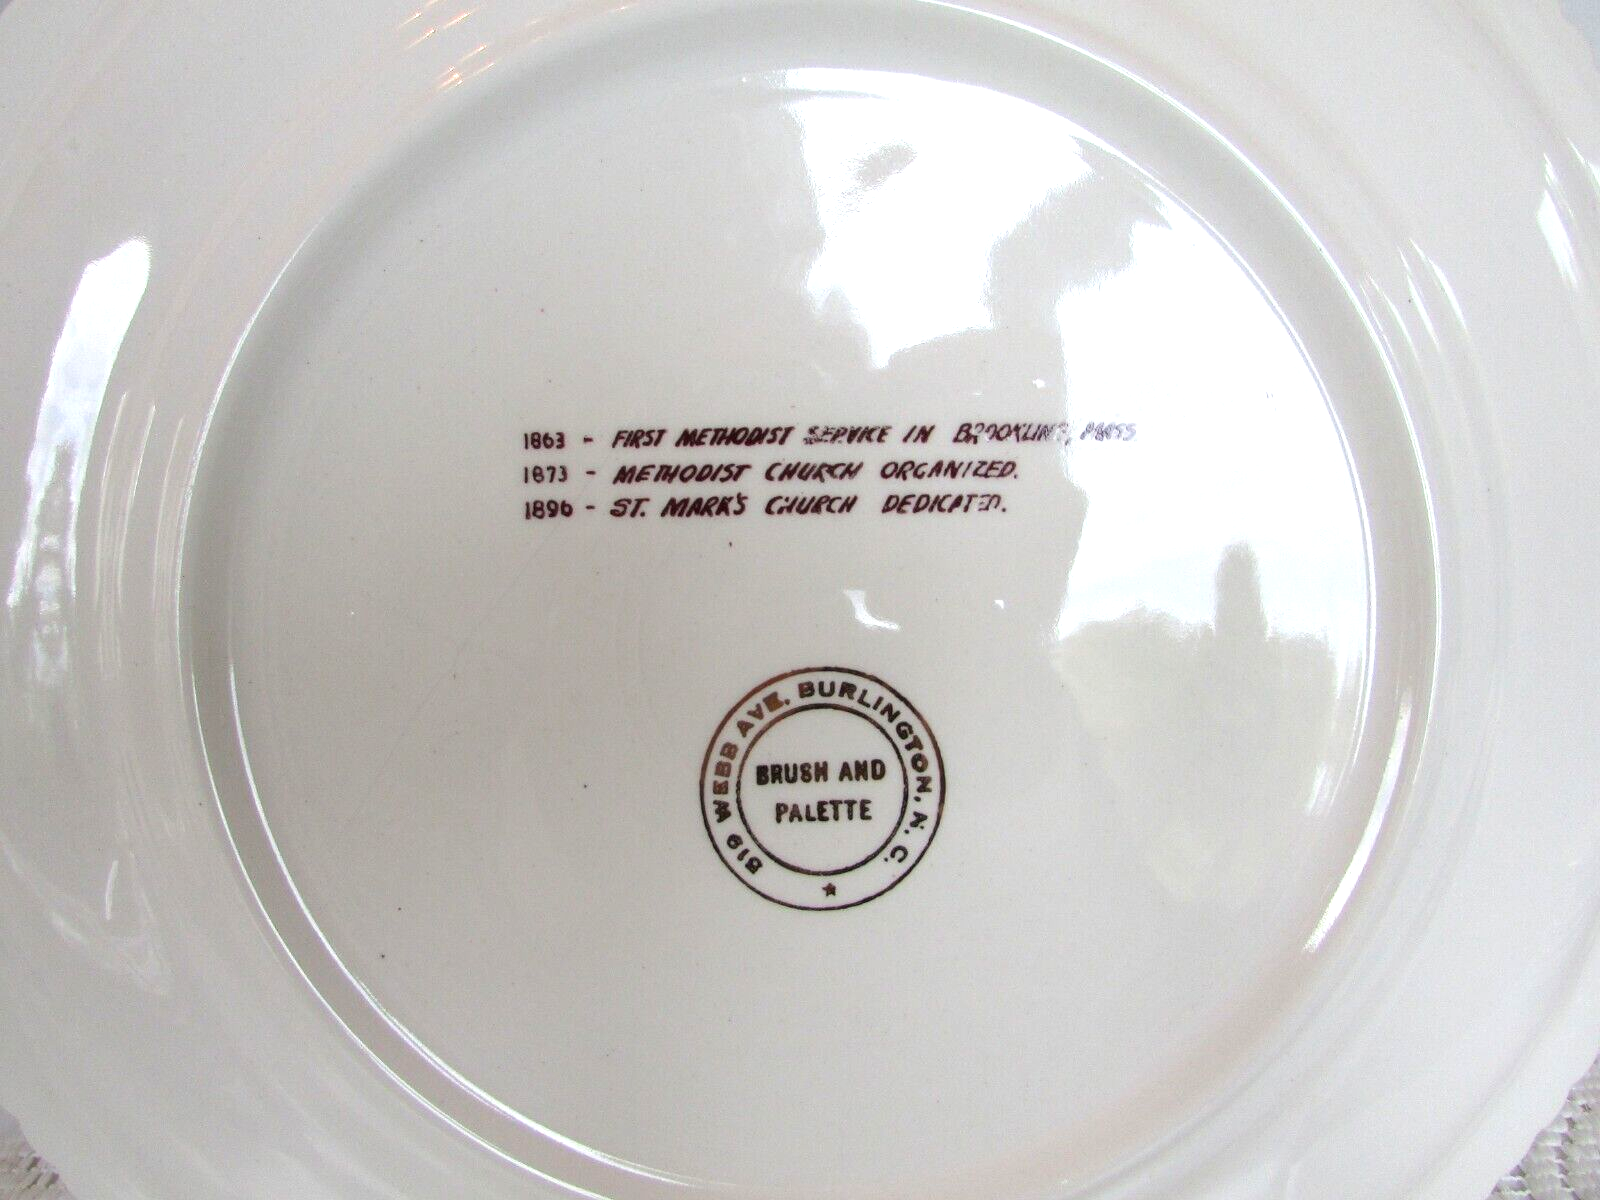 1863 - FIRST METHODIST SERVICE IN BROOKLINE, MASS.
1873 - METHODIST CHURCH ORGANIZED.
1896 - ST. MARK'S CHURCH DEDICATED.
519 WEBB AVE. BURLINGTON, N. C.
BRUSH AND
PALETTE